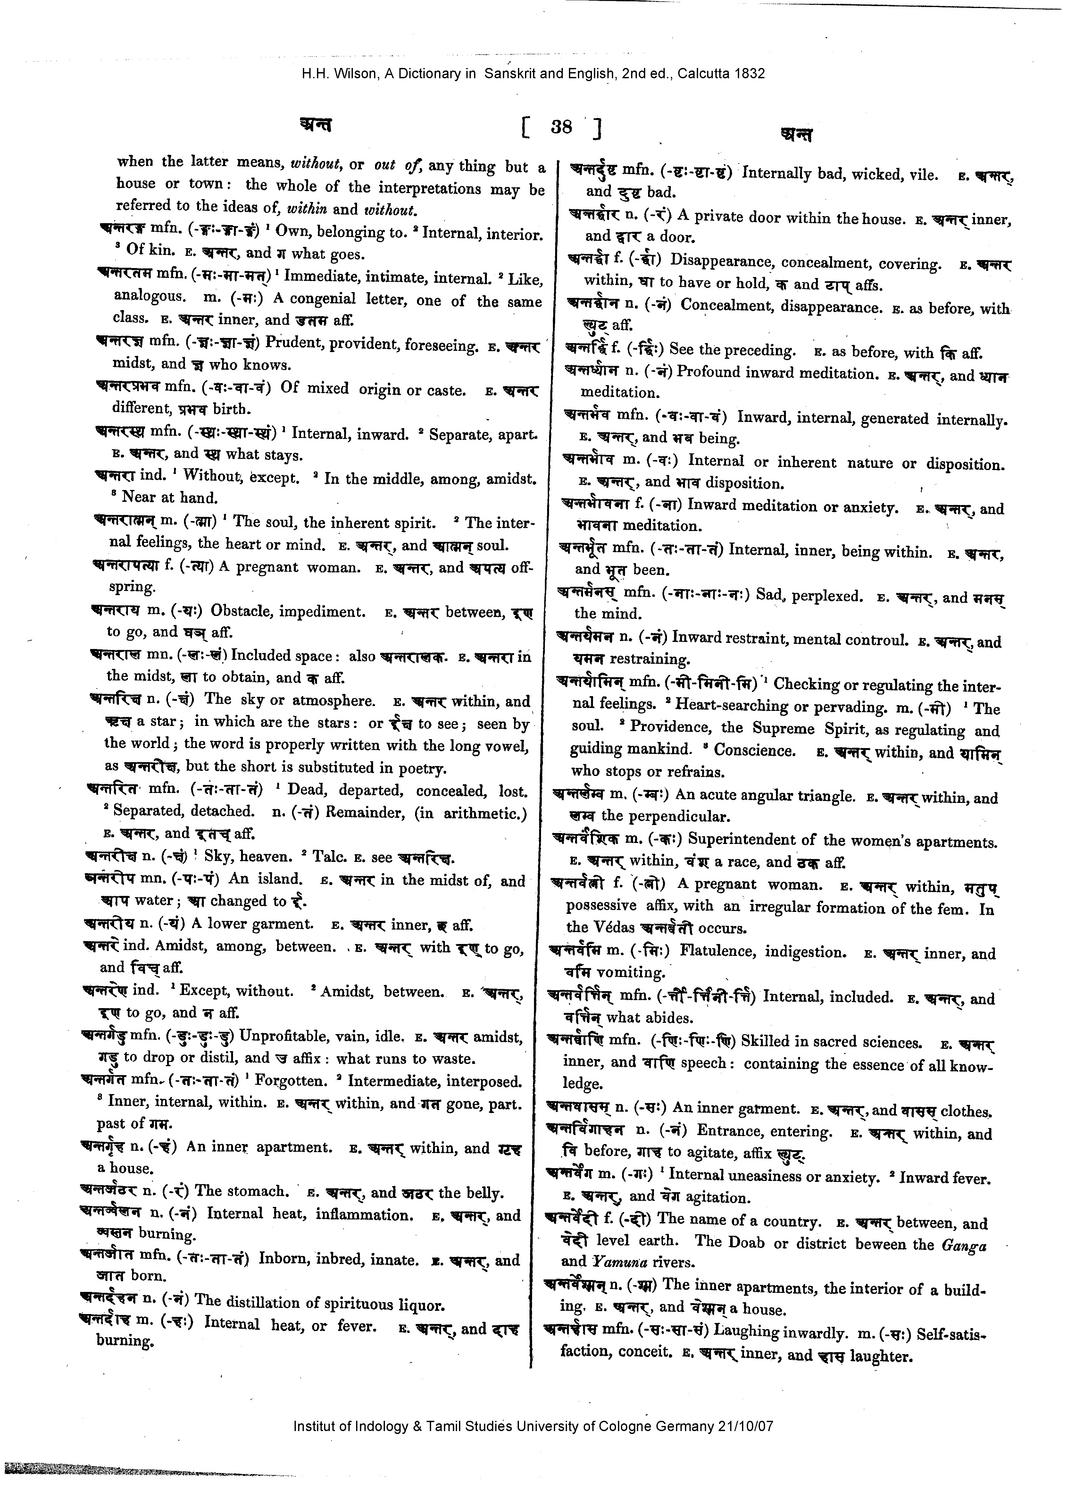 H.H. Wilson, A Dictionary in Sanskrit and English, 2nd ed., Calcutta 1832
अन्त [ 38 ] अन्त
when the latter means, without, or out of, any thing but a
house or town: the whole of the interpretations may be
referred to the ideas of, within and without.
अन्तरङ्ग mfn. (-ङ्गः-ङ्गा-ङ्गं) ¹ Own, belonging to. ² Internal, interior.
³ Of kin. E. अन्तर्, and ग what goes.
अन्तरतम mfn. (-मः-मा-मत्) ¹ Immediate, intimate, internal. ² Like,
analogous. m. (-मः) A congenial letter, one of the same
class. E. अन्तर् inner, and उतम aff.
अन्तरज्ञ mfn. (-ज्ञः-ज्ञा-ज्ञं) Prudent, provident, foreseeing. E. अन्तर
midst, and ज्ञ who knows.
अन्तरप्रभव mfn. (-वः-वा-वं) Of mixed origin or caste. E. अन्तर
different, प्रभव birth.
अन्तरस्थ mfn. (-स्थः-स्था-स्थं) ¹ Internal, inward. ² Separate, apart.
E. अन्तर्, and स्थ what stays.
अन्तरा ind. ¹ Without, except. ² In the middle, among, amidst.
³ Near at hand.
अन्तरात्मन् m. (-त्मा) ¹ The soul, the inherent spirit. ² The inter-
nal feelings, the heart or mind. E. अन्तर्, and आत्मन् soul.
अन्तरापत्या f. (-त्या) A pregnant woman. E. अन्तर्, and अपत्य off-
spring.
अन्तराय m. (-यः) Obstacle, impediment. E. अन्तर between, इण्
to go, and घञ् aff.
अन्तराल mn. (-लः-लं) Included space: also अन्तरालक. E. अन्तरा in
the midst, ला to obtain, and क aff.
अन्तरिक्ष n. (-क्षं) The sky or atmosphere. E. अन्तर within, and
ऋक्ष a star; in which are the stars: or ईक्ष to see; seen by
the world; the word is properly written with the long vowel,
as अन्तरीक्ष, but the short is substituted in poetry.
अन्तरित mfn. (-तः-ता-तं) ¹ Dead, departed, concealed, lost.
² Separated, detached. n. (-तं) Remainder, (in arithmetic.)
E. अन्तर, and इतच् aff.
अन्तरीक्ष n. (-क्षं) ¹ Sky, heaven. ² Talc. E. see अन्तरिक्ष.
अन्तरीप mn. (-पः-पं) An island. E. अन्तर in the midst of, and
आप water; आ changed to ई.
अन्तरीय n. (-यं) A lower garment. E. अन्तर inner, छ aff.
अन्तरे ind. Amidst, among, between. E. अन्तर् with इण् to go,
and विच् aff.
अन्तरेण ind. ¹ Except, without. ² Amidst, between. E. अन्तर्,
इण to go, and न aff.
अन्तर्गडु mfn. (-डुः-डुः-डु) Unprofitable, vain, idle. E. अन्तर amidst,
गडु to drop or distil, and उ affix: what runs to waste.
अन्तर्गत mfn. (-तः-ता-तं) ¹ Forgotten. ² Intermediate, interposed.
³ Inner, internal, within. E. अन्तर् within, and गत gone, part.
past of गम.
अन्तर्गृह n. (-हं) An inner apartment. E. अन्तर् within, and गृह
a house.
अन्तर्जठर n. (-रं) The stomach. E. अन्तर्, and जठर the belly.
अन्तर्ज्वलन n. (-नं) Internal heat, inflammation. E. अन्तर्, and
ज्वलन burning.
अन्तर्जात mfn. (-तः-ता-तं) Inborn, inbred, innate. E. अन्तर्, and
जात born.
अन्तर्दहन n. (-नं) The distillation of spirituous liquor.
अन्तर्दाह m. (-हः) Internal heat, or fever. E. अन्तर्, and दाह
burning.
अन्तर्दुष्ट mfn. (-ष्टः-ष्टा-ष्टं) Internally bad, wicked, vile. E. अन्तर्,
and दुष्ट bad.
अन्तर्द्वार n. (-रं) A private door within the house. E. अन्तर् inner,
and द्वार a door.
अन्तर्द्धा f. (-र्द्धा) Disappearance, concealment, covering. E. अन्तर्
within, धा to have or hold, क and टाप् affs.
अन्तर्द्धान n. (-नं) Concealment, disappearance. E. as before, with
ल्युट् aff.
अन्तर्द्धि f. (-र्द्धिः) See the preceding. E. as before, with कि aff.
अन्तर्ध्यान n. (-नं) Profound inward meditation. E. अन्तर्, and ध्यान
meditation.
अन्तर्भव mfn. (-वः-वा-वं) Inward, internal, generated internally.
E. अन्तर्, and भव being.
अन्तर्भाव m. (-वः) Internal or inherent nature or disposition.
E. अन्तर्, and भाव disposition.
अन्तर्भावना f. (-ना) Inward meditation or anxiety. E. अन्तर्, and
भावना meditation.
अन्तर्भूत mfn. (-तः-ता-तं) Internal, inner, being within. E. अन्तर्,
and भूत been.
अन्तर्मनस् mfn. (-नाः-नाः-नः) Sad, perplexed. E. अन्तर्, and मनस्
the mind.
अन्तर्यमन n. (-नं) Inward restraint, mental controul. E. अन्तर्, and
यमन restraining.
अन्तर्यामिन् mfn. (-मी-मिनी-मि) ¹ Checking or regulating the inter-
nal feelings. ² Heart-searching or pervading. m. (-मी) ¹ The
soul. ² Providence, the Supreme Spirit, as regulating and
guiding mankind. ³ Conscience. E. अन्तर् within, and यामिन्
who stops or refrains.
अन्तर्लम्ब m. (-म्बः) An acute angular triangle. E. अन्तर् within, and
लम्ब the perpendicular.
अन्तर्वंशिक m. (-कः) Superintendent of the women's apartments.
E. अन्तर् within, वंश a race, and ठक् aff.
अन्तर्वत्नी f. (-त्नी) A pregnant woman. E. अन्तर् within, मतुप्
possessive affix, with an irregular formation of the fem. In
the Védas अन्तर्वती occurs.
अन्तर्वमि m. (-मिः) Flatulence, indigestion. E. अन्तर् inner, and
वमि vomiting.
अन्तर्वर्त्तिन् mfn. (-र्त्ती-र्त्तिनी-र्त्ति) Internal, included. E. अन्तर्, and
वर्त्तिन् what abides.
अन्तर्वाणि mfn. (-णिः-णिः-णि) Skilled in sacred sciences. E. अन्तर्
inner, and वाणि speech: containing the essence of all know-
ledge.
अन्तर्वासस् n. (-सः) An inner garment. E. अन्तर्, and वासस् clothes.
अन्तर्विगाहन n. (-नं) Entrance, entering. E. अन्तर् within, and
वि before, गाह to agitate, affix ल्युट्.
अन्तर्वेग m. (-गः) ¹ Internal uneasiness or anxiety. ² Inward fever.
E. अन्तर्, and वेग agitation.
अन्तर्वेदी f. (-दी) The name of a country. E. अन्तर् between, and
वेदी level earth. The Doab or district beween the Ganga
and Yamuna rivers.
अन्तर्वेश्मन् n. (-श्म) The inner apartments, the interior of a build-
ing. E. अन्तर्, and वेश्मन् a house.
अन्तर्हास mfn. (-सः-सा-सं) Laughing inwardly. m. (-सः) Self-satis-
faction, conceit. E. अन्तर् inner, and हास laughter.
Institut of Indology & Tamil Studies University of Cologne Germany 21/10/07